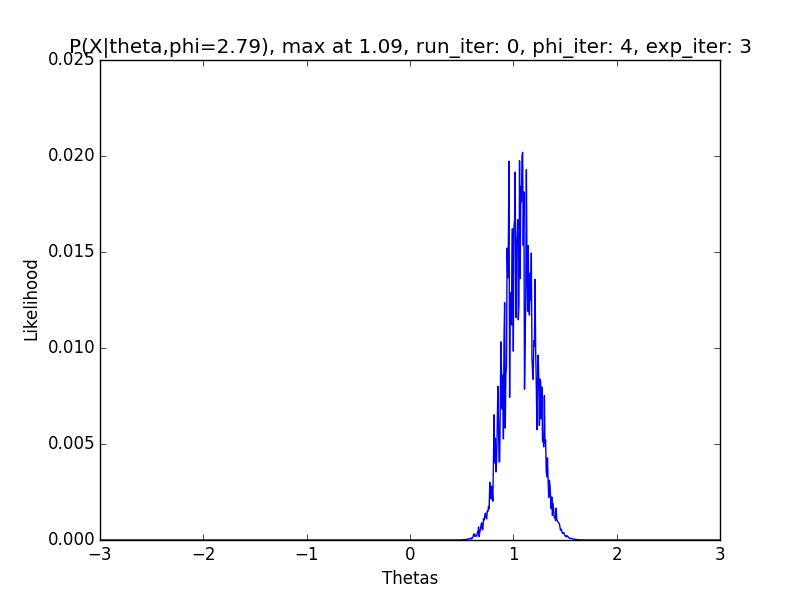 P(X|theta,phi=2.79), max at 1.09, run_iter: 0, phi_iter: 4, exp_iter: 3
0.025
0.020
0.015
0.010
0.005
0.000
Likelihood
−3 −2 −1 0 1 2 3
Thetas